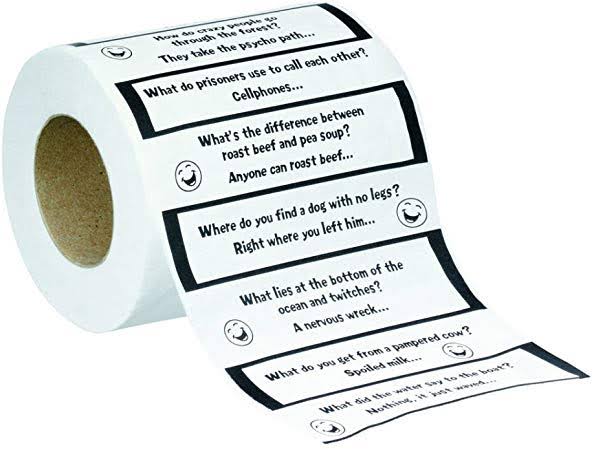 How do crazy people go
through the forest?
They take the psycho path...
What do prisoners use to call each other?
Cellphones...
What's the difference between
roast beef and pea soup?
Anyone can roast beef...
Where do you find a dog with no legs?
Right where you left him...
What lies at the bottom of the
ocean and twitches?
A nervous wreck...
What do you get from a pampered cow?
Spoiled milk...
What did the water say to the boat?
Nothing, it just waved...